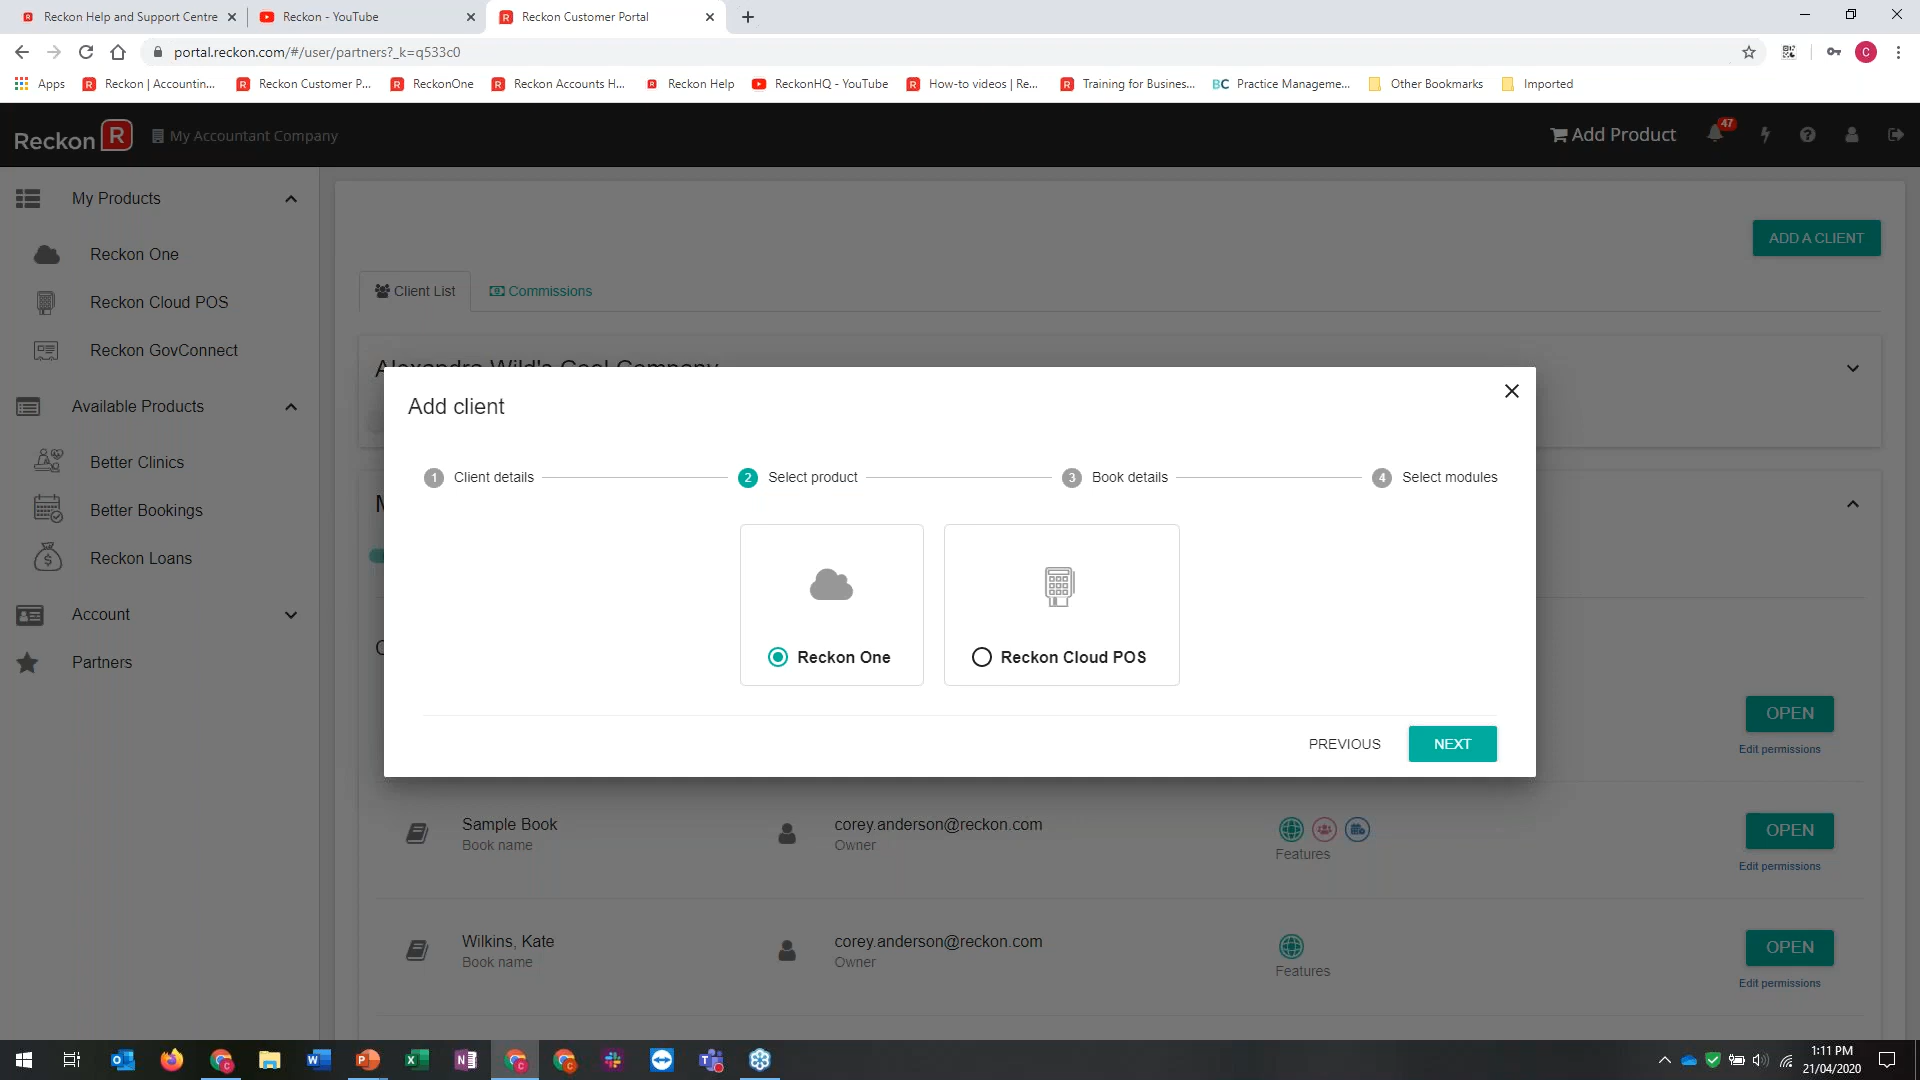 Reckon Help and Support Centre
Reckon - YouTube
Reckon Customer Portal
portal.reckon.com/#/user/partners?_k=q533c0
C
Apps
Reckon | Accountin...
Reckon Customer P...
ReckonOne
Reckon Accounts H...
Reckon Help
ReckonHQ - YouTube
How-to videos | Re...
Training for Busines...
BC Practice Manageme...
Other Bookmarks
Imported
Reckon R
My Accountant Company
Add Product
47
My Products
Reckon One
Reckon Cloud POS
Reckon GovConnect
Available Products
Better Clinics
Better Bookings
Reckon Loans
Account
Partners
ADD A CLIENT
Client List
Commissions
Alexandra Wild's Cool Company
Add client
1 Client details
2 Select product
3 Book details
4 Select modules
Reckon One
Reckon Cloud POS
PREVIOUS
NEXT
OPEN
Edit permissions
Sample Book
Book name
corey.anderson@reckon.com
Owner
Features
OPEN
Edit permissions
Wilkins, Kate
Book name
corey.anderson@reckon.com
Owner
Features
OPEN
Edit permissions
1:11 PM
21/04/2020